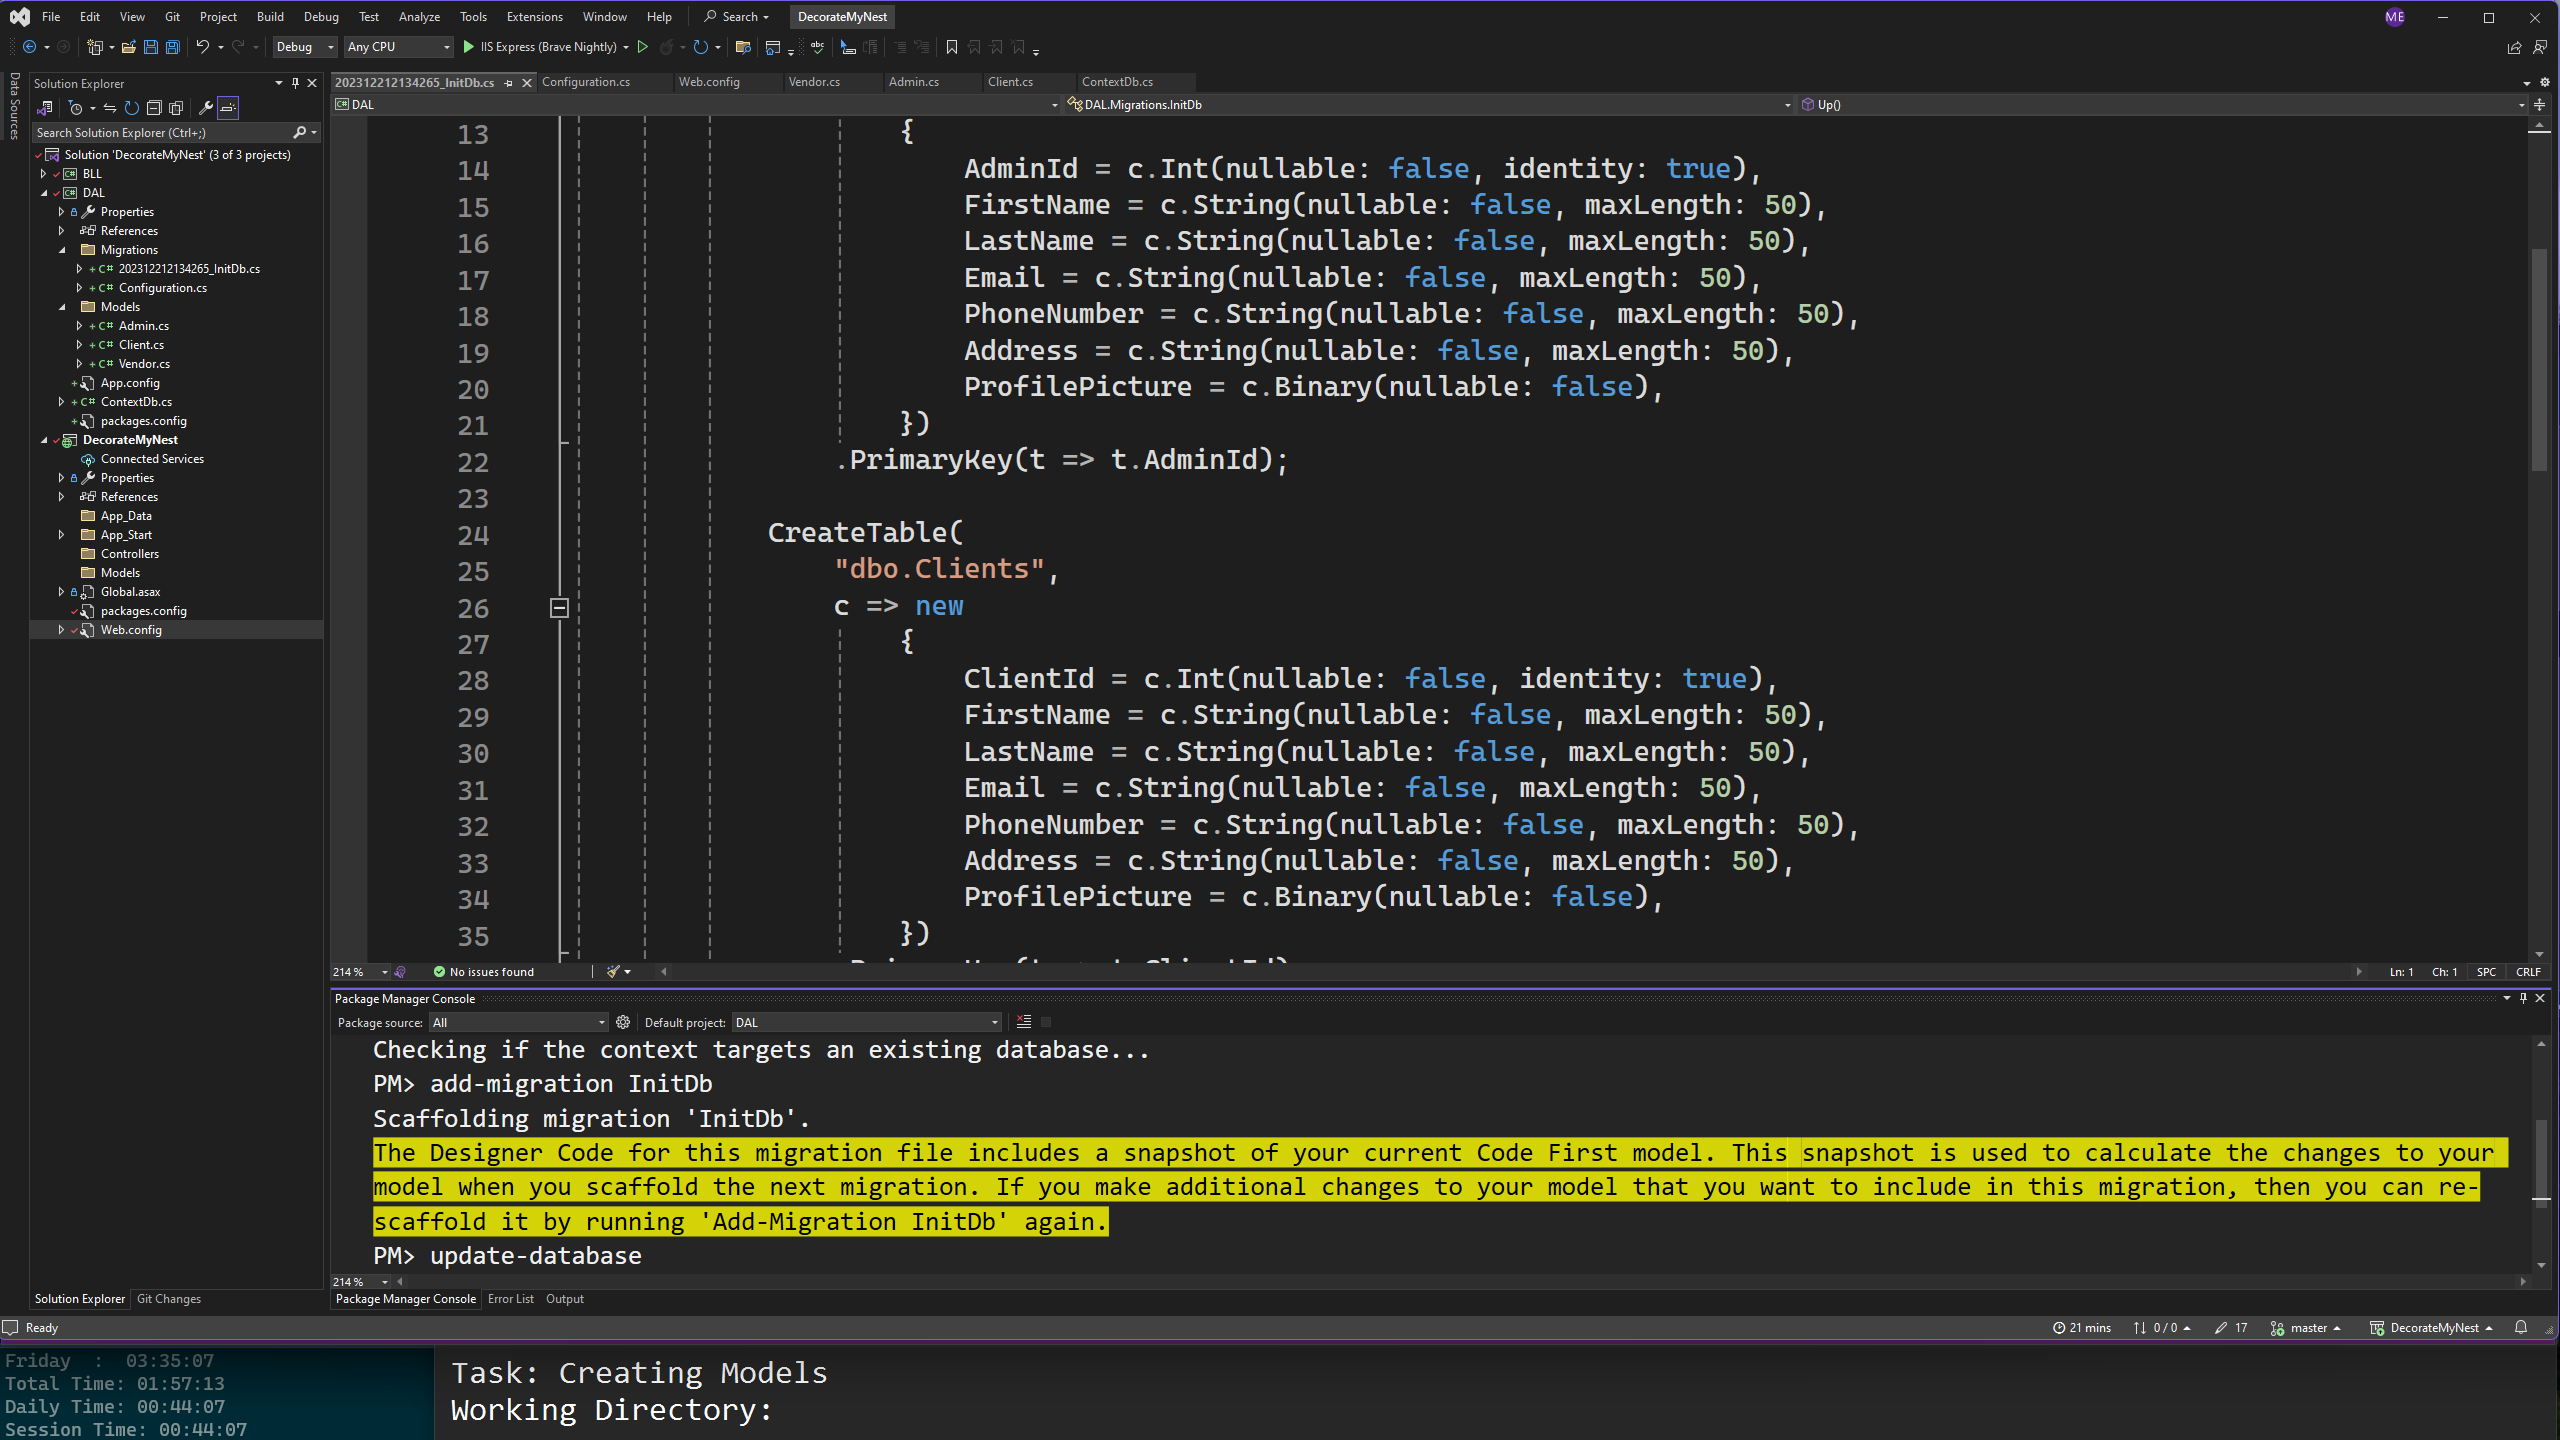 File Edit View Git Project Build Debug Test Analyze Tools Extensions Window Help Search DecorateMyNest ME
Debug Any CPU IIS Express (Brave Nightly)
Data Sources
Solution Explorer
Search Solution Explorer (Ctrl+;)
Solution 'DecorateMyNest' (3 of 3 projects)
BLL
DAL
Properties
References
Migrations
202312212134265_InitDb.cs
Configuration.cs
Models
Admin.cs
Client.cs
Vendor.cs
App.config
ContextDb.cs
packages.config
DecorateMyNest
Connected Services
Properties
References
App_Data
App_Start
Controllers
Models
Global.asax
packages.config
Web.config
Solution Explorer Git Changes
202312212134265_InitDb.cs Configuration.cs Web.config Vendor.cs Admin.cs Client.cs ContextDb.cs
DAL DAL.Migrations.InitDb Up()
13 {
14 AdminId = c.Int(nullable: false, identity: true),
15 FirstName = c.String(nullable: false, maxLength: 50),
16 LastName = c.String(nullable: false, maxLength: 50),
17 Email = c.String(nullable: false, maxLength: 50),
18 PhoneNumber = c.String(nullable: false, maxLength: 50),
19 Address = c.String(nullable: false, maxLength: 50),
20 ProfilePicture = c.Binary(nullable: false),
21 })
22 .PrimaryKey(t => t.AdminId);
23
24 CreateTable(
25 "dbo.Clients",
26 c => new
27 {
28 ClientId = c.Int(nullable: false, identity: true),
29 FirstName = c.String(nullable: false, maxLength: 50),
30 LastName = c.String(nullable: false, maxLength: 50),
31 Email = c.String(nullable: false, maxLength: 50),
32 PhoneNumber = c.String(nullable: false, maxLength: 50),
33 Address = c.String(nullable: false, maxLength: 50),
34 ProfilePicture = c.Binary(nullable: false),
35 })
.PrimaryKey(t => t.ClientId)
214 % No issues found Ln: 1 Ch: 1 SPC CRLF
Package Manager Console
Package source: All Default project: DAL
Checking if the context targets an existing database...
PM> add-migration InitDb
Scaffolding migration 'InitDb'.
The Designer Code for this migration file includes a snapshot of your current Code First model. This snapshot is used to calculate the changes to your
model when you scaffold the next migration. If you make additional changes to your model that you want to include in this migration, then you can re-
scaffold it by running 'Add-Migration InitDb' again.
PM> update-database
214 %
Package Manager Console Error List Output
Ready 21 mins 0 / 0 17 master DecorateMyNest
Friday : 03:35:07
Total Time: 01:57:13
Daily Time: 00:44:07
Session Time: 00:44:07
Task: Creating Models
Working Directory: